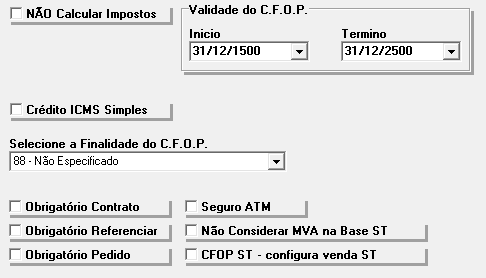 NÃO Calcular Impostos
Validade do C.F.O.P.
Inicio Termino
31/12/1500 31/12/2500
Crédito ICMS Simples
Selecione a Finalidade do C.F.O.P.
88 - Não Especificado
Obrigatório Contrato Seguro ATM
Obrigatório Referenciar Não Considerar MVA na Base ST
Obrigatório Pedido CFOP ST - configura venda ST